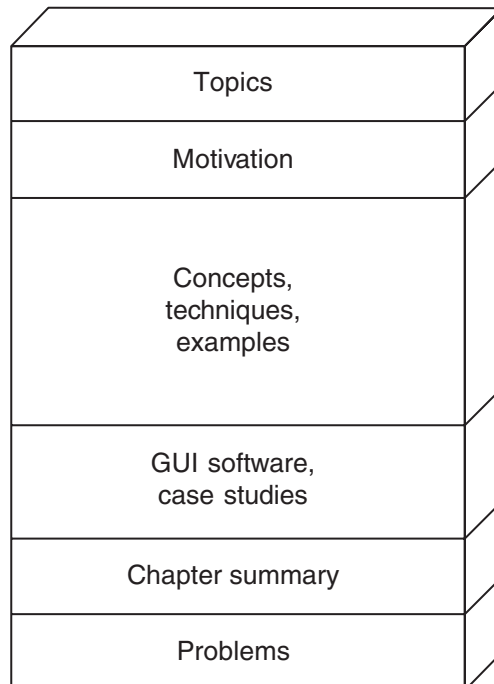 Topics
Motivation
Concepts,
techniques,
examples
GUI software,
case studies
Chapter summary
Problems